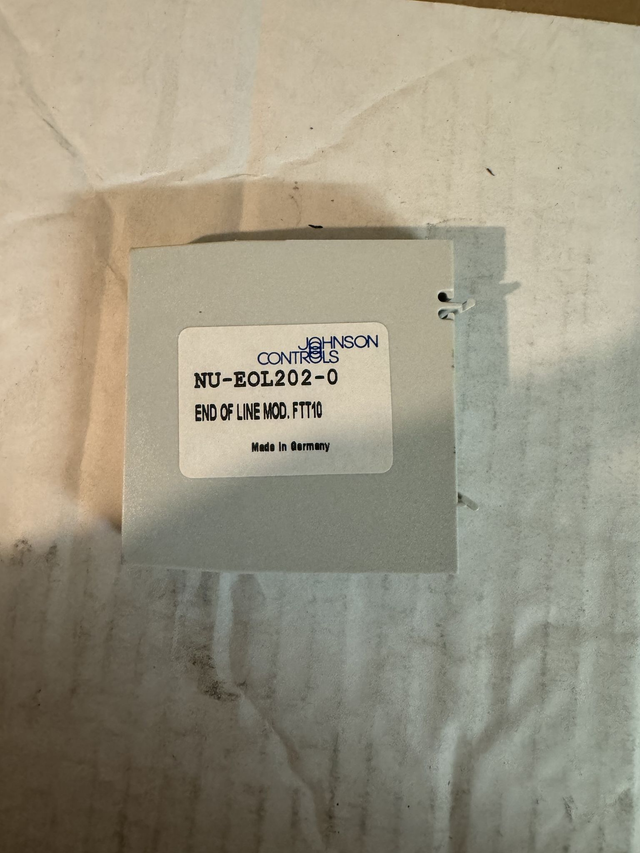 JOHNSON
CONTROLS
NU-EOL202-0
END OF LINE MOD. FTT10
Made in Germany